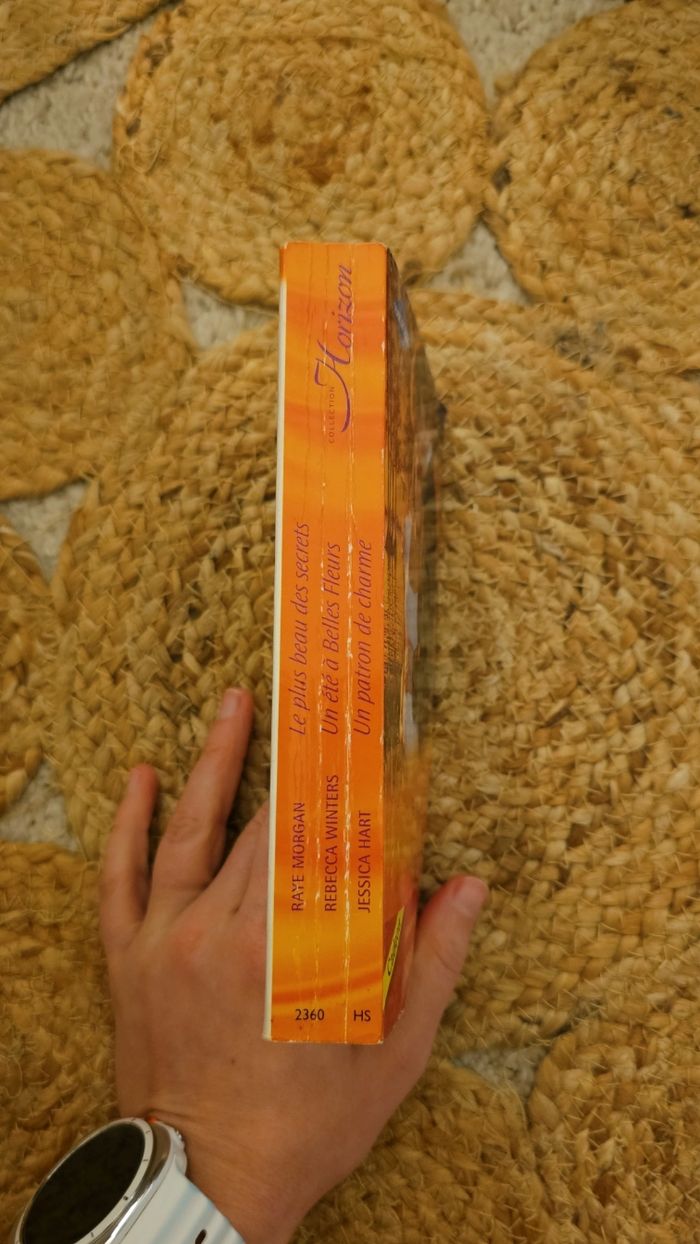 RAYE MORGAN Le plus beau des secrets
REBECCA WINTERS Un été à Belles Fleurs
JESSICA HART Un patron de charme
COLLECTION Horizon
2360 HS